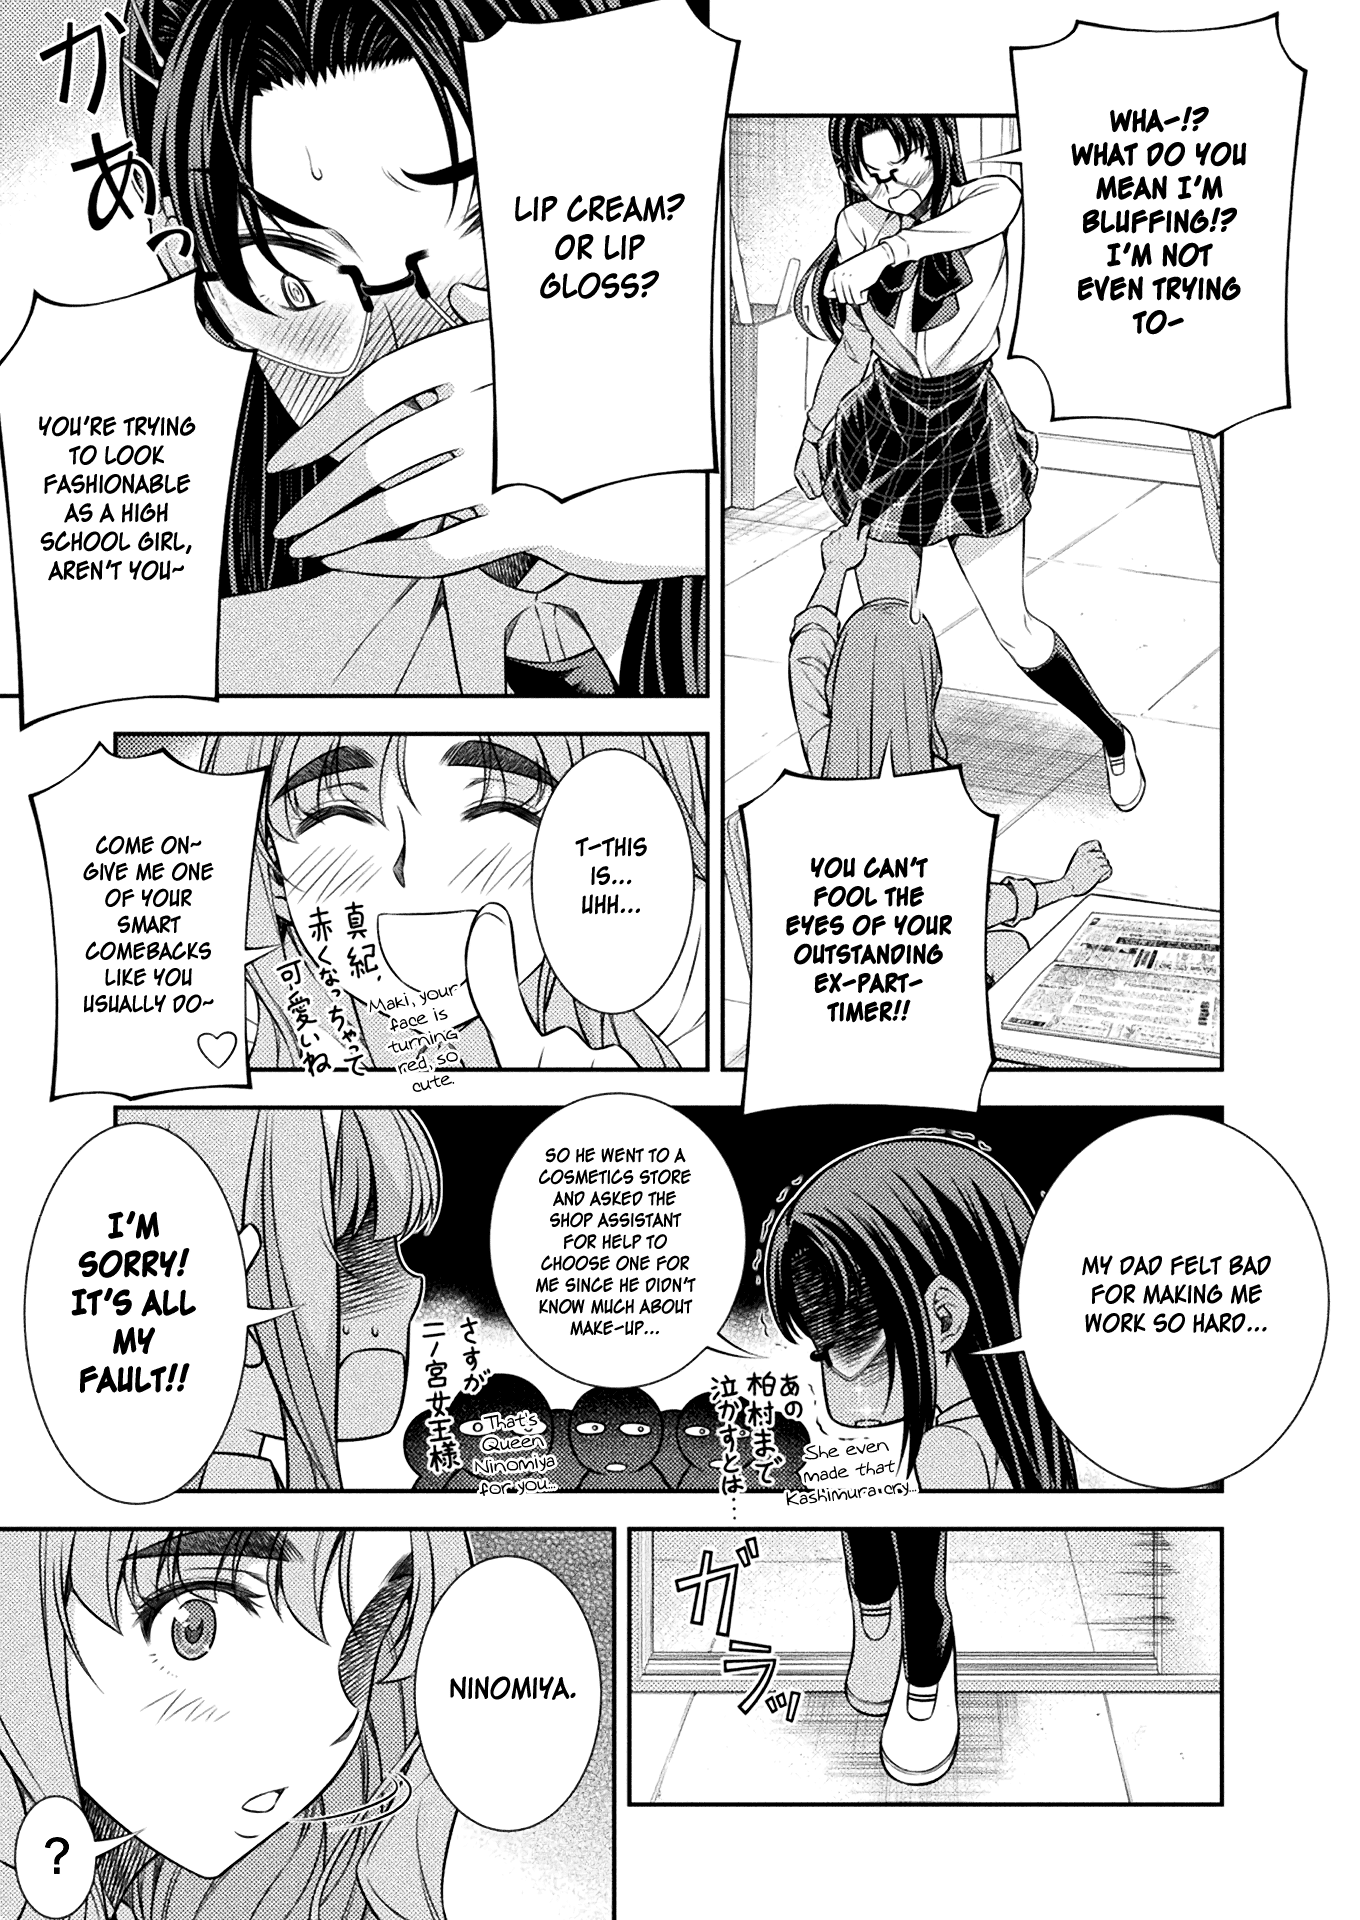 WHA-!?
WHAT DO YOU
MEAN I'M
BLUFFING!?
I'M NOT
EVEN TRYING
TO-
YOU CAN'T
FOOL THE
EYES OF YOUR
OUTSTANDING
EX-PART-
TIMER!!
LIP CREAM?
OR LIP
GLOSS?
かあっ
YOU'RE TRYING
TO LOOK
FASHIONABLE
AS A HIGH
SCHOOL GIRL,
AREN'T YOU~
T-THIS
IS...
UHH...
真紀、
赤くなっちゃって
可愛いね
Maki, your
face is
turning
red, so
cute.
COME ON~
GIVE ME ONE
OF YOUR
SMART
COMEBACKS
LIKE YOU
USUALLY DO~
♡
MY DAD FELT BAD
FOR MAKING ME
WORK SO HARD...
SO HE WENT TO A
COSMETICS STORE
AND ASKED THE
SHOP ASSISTANT
FOR HELP TO
CHOOSE ONE FOR
ME SINCE HE DIDN'T
KNOW MUCH ABOUT
MAKE-UP...
あの
柏村まで
泣かすとは…
She even
made that
Kashimura cry...
さすが
二ノ宮女王様
That's
Queen
Ninomiya
for you...
I'M
SORRY!
IT'S ALL
MY
FAULT!!
ガラッ
NINOMIYA.
?